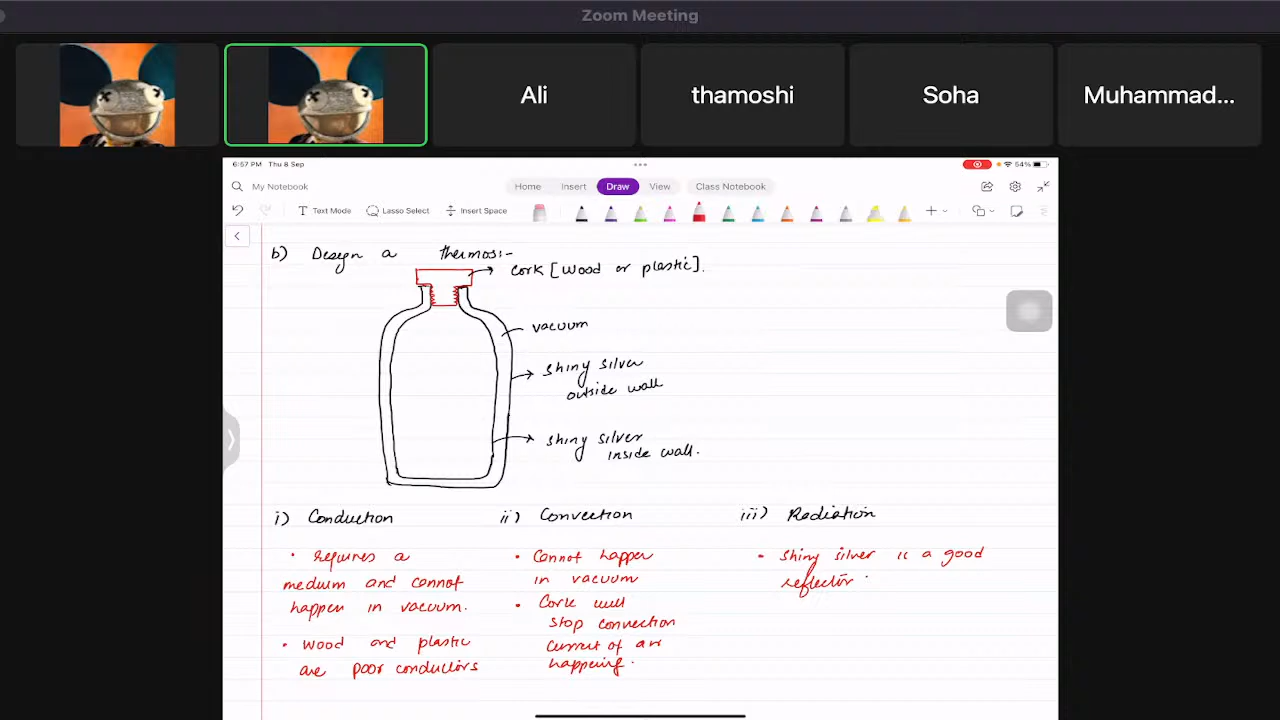 Zoom Meeting
Ali
thamoshi
Soha
Muhammad...
6:57 PM Thu 8 Sep
54%
My Notebook
Home
Insert
Draw
View
Class Notebook
Text Mode
Lasso Select
Insert Space
b) Design a thermos:-
cork [wood or plastic].
vacuum
shiny silver
outside wall
shiny silver
inside wall.
i) Conduction
ii) Convection
iii) Radiation
• requires a
medium and cannot
happen in vacuum.
• wood and plastic
are poor conductors
• Cannot happen
in vacuum
• Cork will
stop convection
current of air
happening.
• shiny silver is a good
reflector.